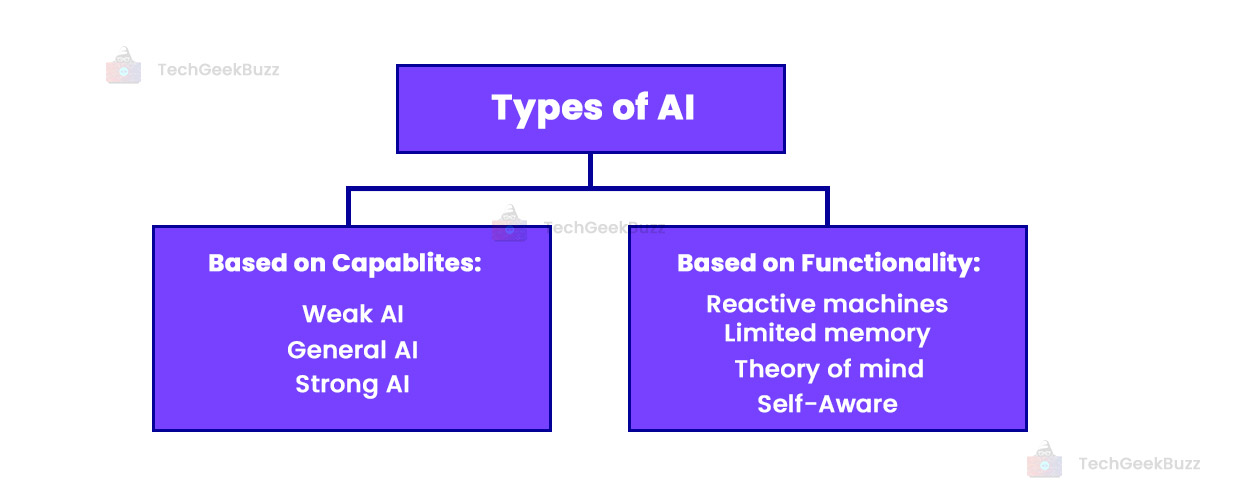 TechGeekBuzz
Types of AI
TechGeekBuzz
Based on Capablites:
Weak AI
General AI
Strong AI
Based on Functionality:
Reactive machines
Limited memory
Theory of mind
Self-Aware
TechGeekBuzz